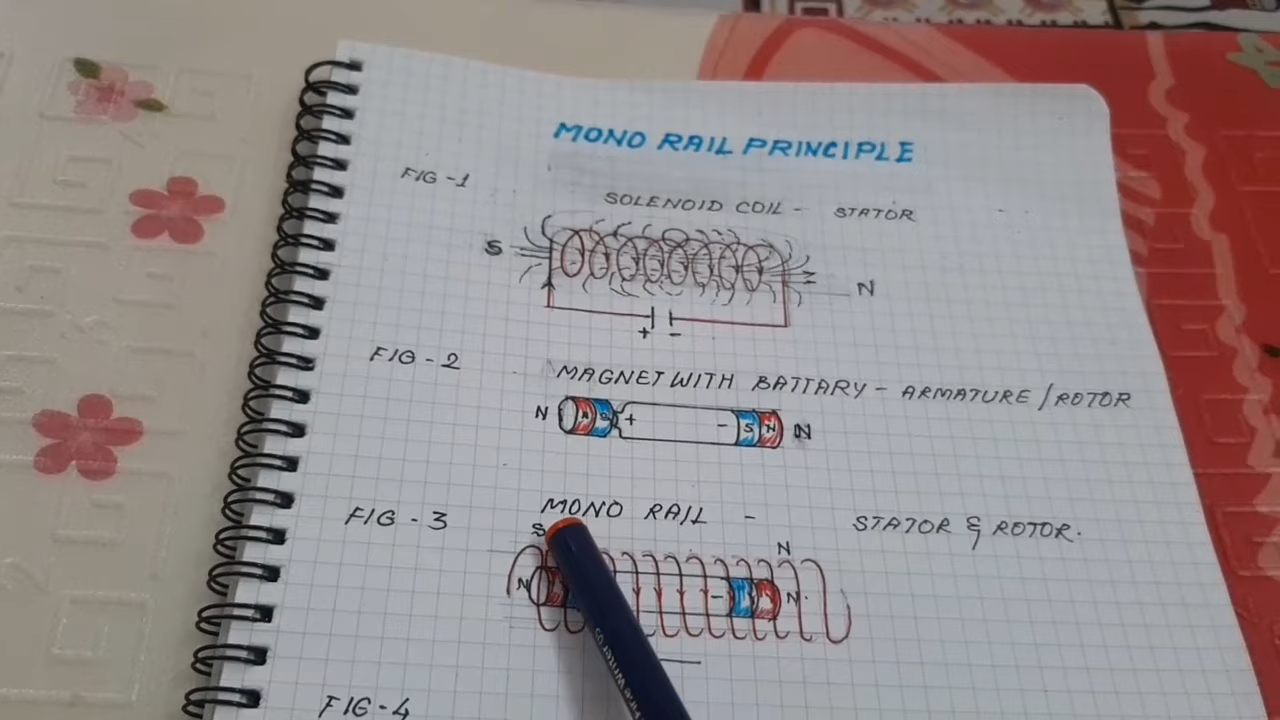 MONO RAIL PRINCIPLE
FIG-1
SOLENOID COIL - STATOR
S
N
+ -
FIG-2
MAGNET WITH BATTARY - ARMATURE/ROTOR
N + - S N N
FIG-3
MONO RAIL - STATOR & ROTOR.
S N
N - N
FIG-4